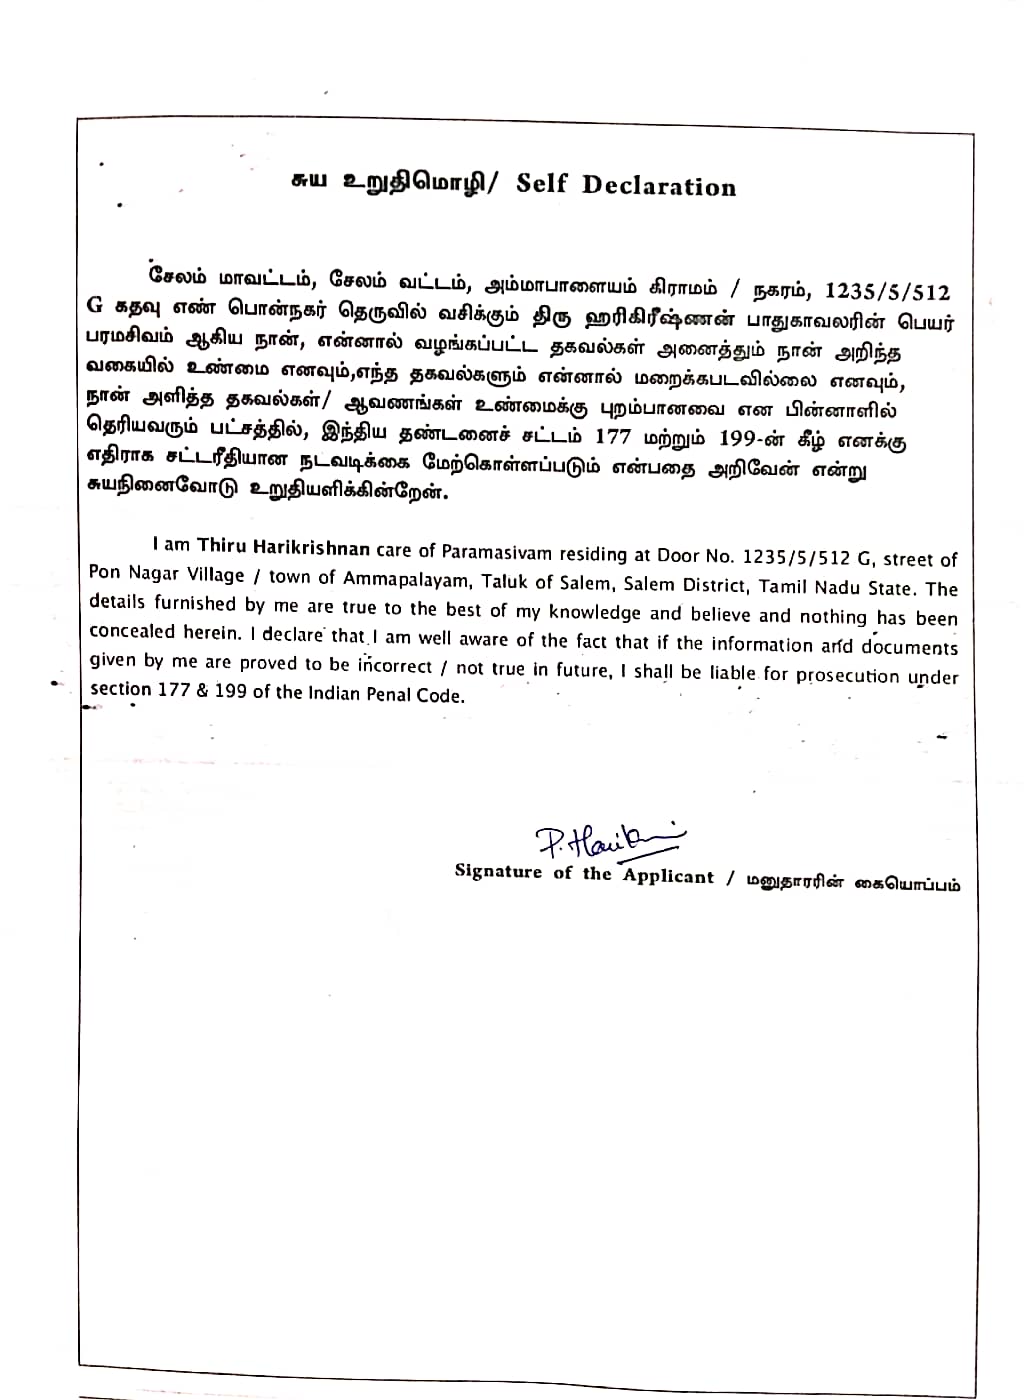 சுய உறுதிமொழி/ Self Declaration
சேலம் மாவட்டம், சேலம் வட்டம், அம்மாபாளையம் கிராமம் / நகரம், 1235/5/512
G கதவு எண் பொன்நகர் தெருவில் வசிக்கும் திரு ஹரிகிரீஷ்ணன் பாதுகாவலரின் பெயர்
பரமசிவம் ஆகிய நான், என்னால் வழங்கப்பட்ட தகவல்கள் அனைத்தும் நான் அறிந்த
வகையில் உண்மை எனவும்,எந்த தகவல்களும் என்னால் மறைக்கபடவில்லை எனவும்,
நான் அளித்த தகவல்கள்/ ஆவணங்கள் உண்மைக்கு புறம்பானவை என பின்னாளில்
தெரியவரும் பட்சத்தில், இந்திய தண்டனைச் சட்டம் 177 மற்றும் 199-ன் கீழ் எனக்கு
எதிராக சட்டரீதியான நடவடிக்கை மேற்கொள்ளப்படும் என்பதை அறிவேன் என்று
சுயநினைவோடு உறுதியளிக்கின்றேன்.
I am Thiru Harikrishnan care of Paramasivam residing at Door No. 1235/5/512 G, street of
Pon Nagar Village / town of Ammapalayam, Taluk of Salem, Salem District, Tamil Nadu State. The
details furnished by me are true to the best of my knowledge and believe and nothing has been
concealed herein. I declare that I am well aware of the fact that if the information and documents
given by me are proved to be incorrect / not true in future, I shall be liable for prosecution under
section 177 & 199 of the Indian Penal Code.
P. Hari
Signature of the Applicant / மனுதாரரின் கையொப்பம்